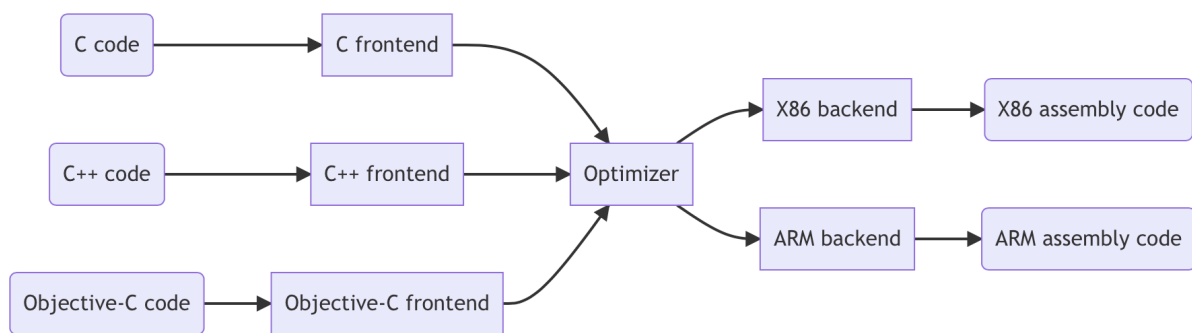 C code
C frontend
X86 backend
X86 assembly code
C++ code
C++ frontend
Optimizer
ARM backend
ARM assembly code
Objective-C code
Objective-C frontend